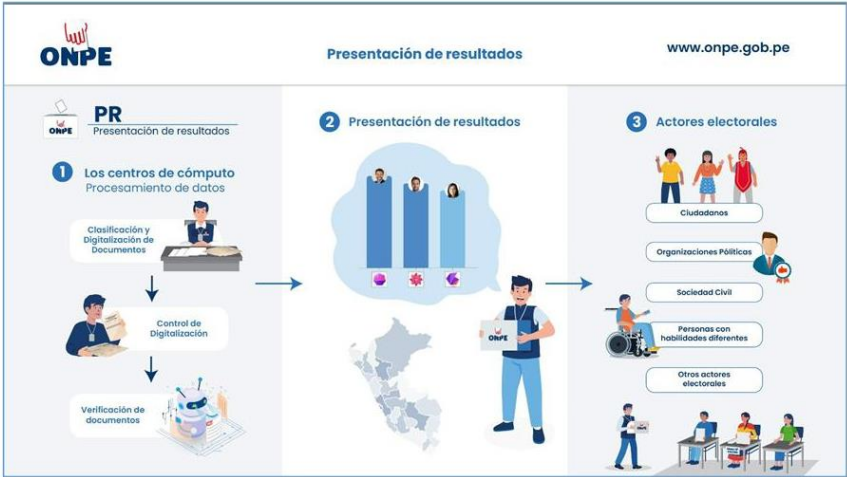 ONPE
Presentación de resultados
www.onpe.gob.pe
ONPE
PR
Presentación de resultados
1 Los centros de cómputo
Procesamiento de datos
Clasificación y
Digitalización de
Documentos
Control de
Digitalización
Verificación de
documentos
2 Presentación de resultados
ONPE
3 Actores electorales
Ciudadanos
Organizaciones Póliticas
Sociedad Civil
Personas con
habilidades diferentes
Otros actores
electorales
ONPE